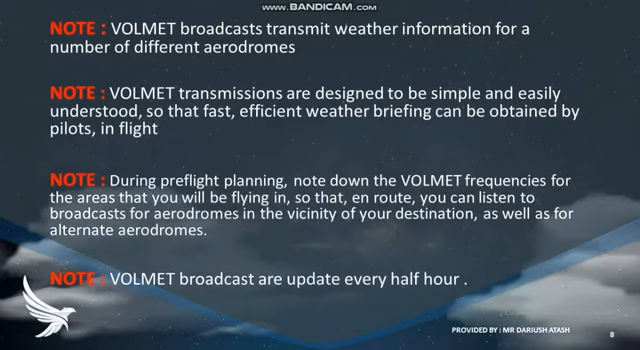 WWW.BANDICAM.COM
NOTE : VOLMET broadcasts transmit weather information for a
number of different aerodromes
NOTE : VOLMET transmissions are designed to be simple and easily
understood, so that fast, efficient weather briefing can be obtained by
pilots, in flight
NOTE : During preflight planning, note down the VOLMET frequencies for
the areas that you will be flying in, so that, en route, you can listen to
broadcasts for aerodromes in the vicinity of your destination, as well as for
alternate aerodromes.
NOTE : VOLMET broadcast are update every half hour .
PROVIDED BY : MR DARIUSH ATASH
8